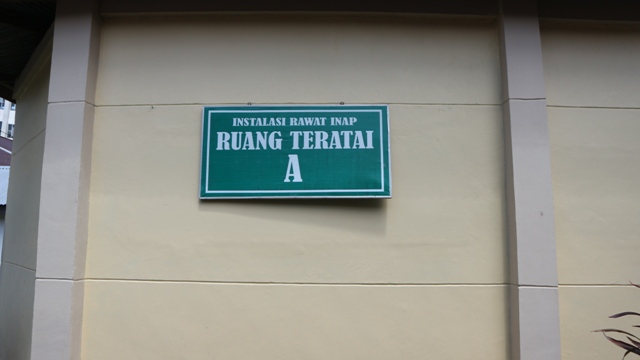 INSTALASI RAWAT INAP
RUANG TERATAI
A